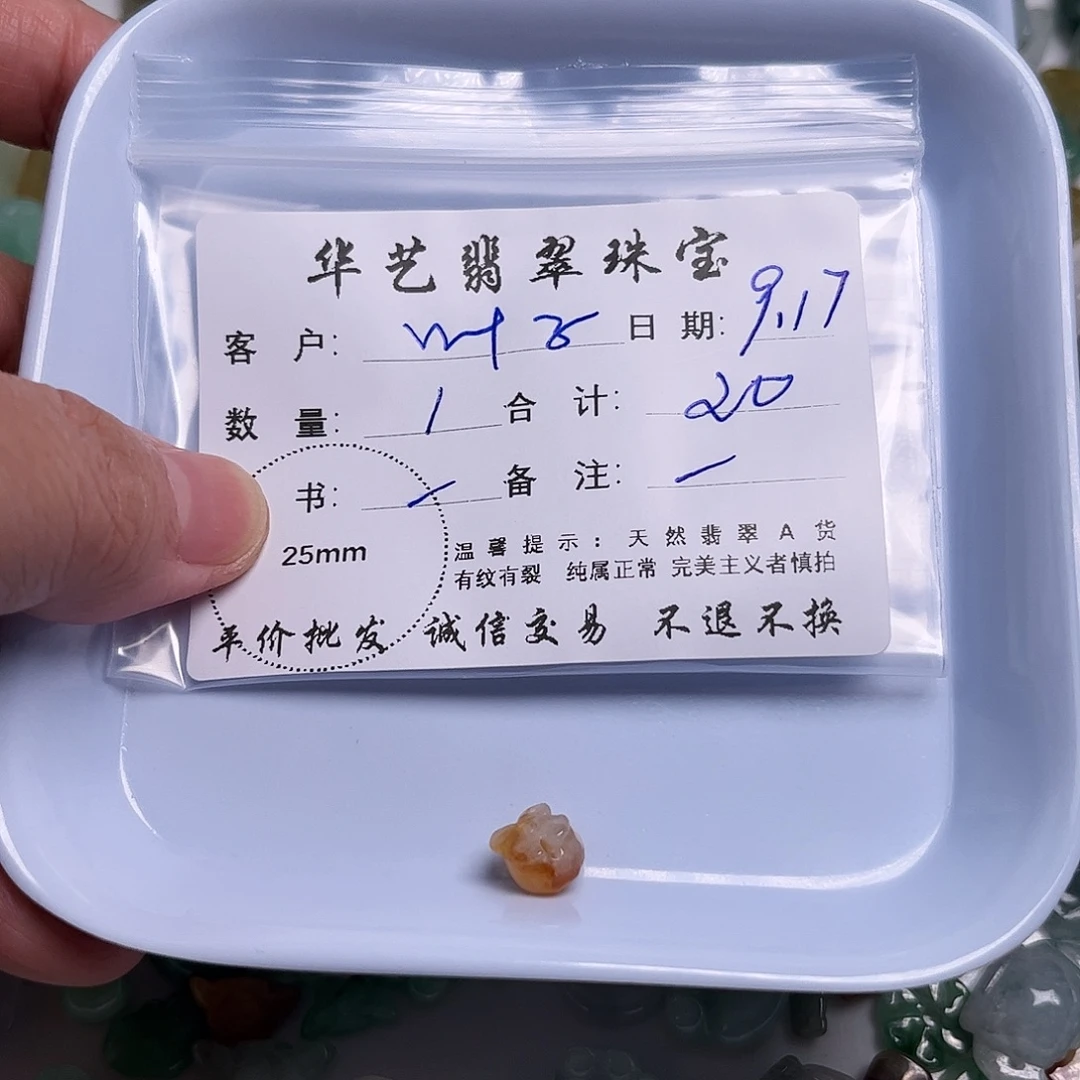 华艺翡翠珠宝
客户: 日期: 9.17
数量: 1 合计: 20
书: — 备注: —
25mm
温馨提示: 天然翡翠A货
有纹有裂 纯属正常 完美主义者慎拍
平价批发 诚信交易 不退不换